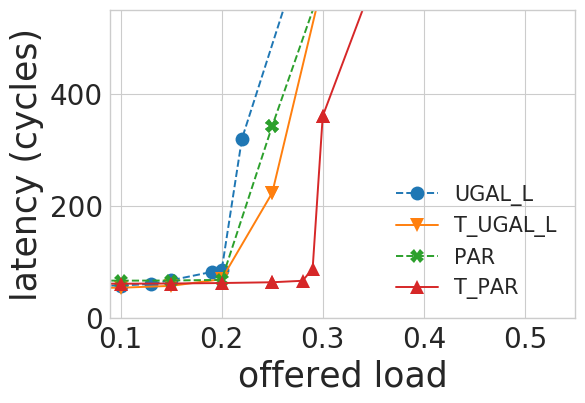 latency (cycles)
400
200
0
0.1 0.2 0.3 0.4 0.5
offered load
UGAL_L
T_UGAL_L
PAR
T_PAR